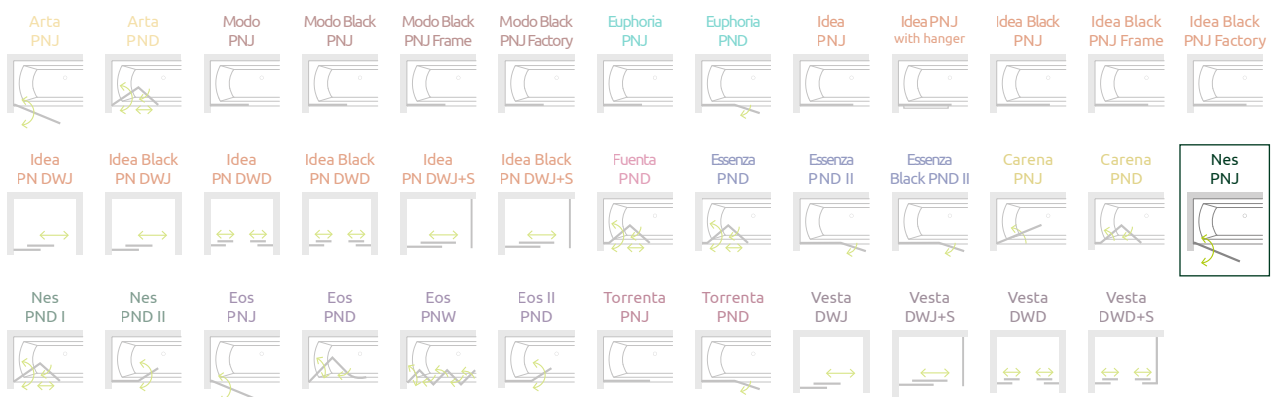 Arta
PNJ
Arta
PND
Modo
PNJ
Modo Black
PNJ
Modo Black
PNJ Frame
Modo Black
PNJ Factory
Euphoria
PNJ
Euphoria
PND
Idea
PNJ
Idea PNJ
with hanger
Idea Black
PNJ
Idea Black
PNJ Frame
Idea Black
PNJ Factory
Idea
PN DWJ
Idea Black
PN DWJ
Idea
PN DWD
Idea Black
PN DWD
Idea
PN DWJ+S
Idea Black
PN DWJ+S
Fuenta
PND
Essenza
PND
Essenza
PND II
Essenza
Black PND II
Carena
PNJ
Carena
PND
Nes
PNJ
Nes
PND I
Nes
PND II
Eos
PNJ
Eos
PND
Eos
PNW
Eos II
PND
Torrenta
PNJ
Torrenta
PND
Vesta
DWJ
Vesta
DWJ+S
Vesta
DWD
Vesta
DWD+S